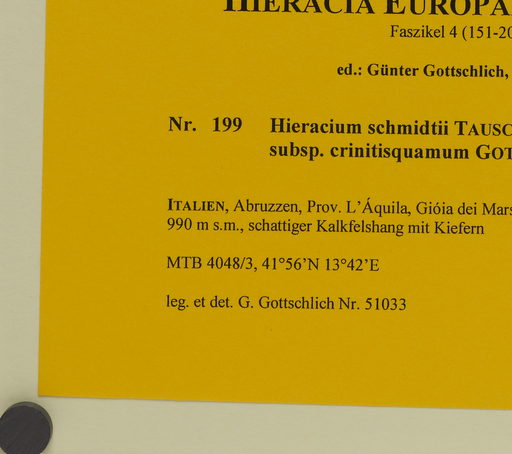 HIERACIA EUROPA
Faszikel 4 (151-20
ed.: Günter Gottschlich,
Nr. 199 Hieracium schmidtii TAUSC
subsp. crinitisquamum GOT
ITALIEN, Abruzzen, Prov. L'Áquila, Gióia dei Mars
990 m s.m., schattiger Kalkfelshang mit Kiefern
MTB 4048/3, 41°56'N 13°42'E
leg. et det. G. Gottschlich Nr. 51033